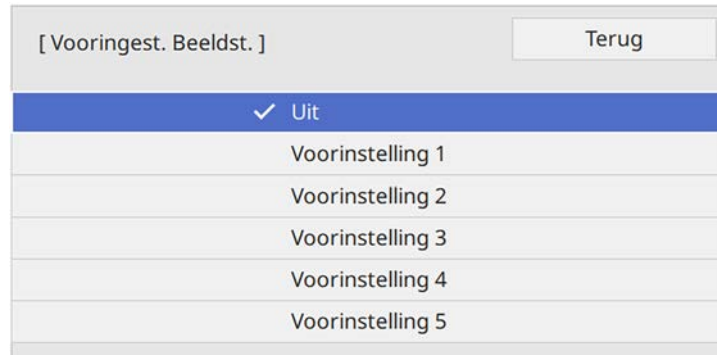 [ Vooringest. Beeldst. ]
Terug
✓ Uit
Voorinstelling 1
Voorinstelling 2
Voorinstelling 3
Voorinstelling 4
Voorinstelling 5